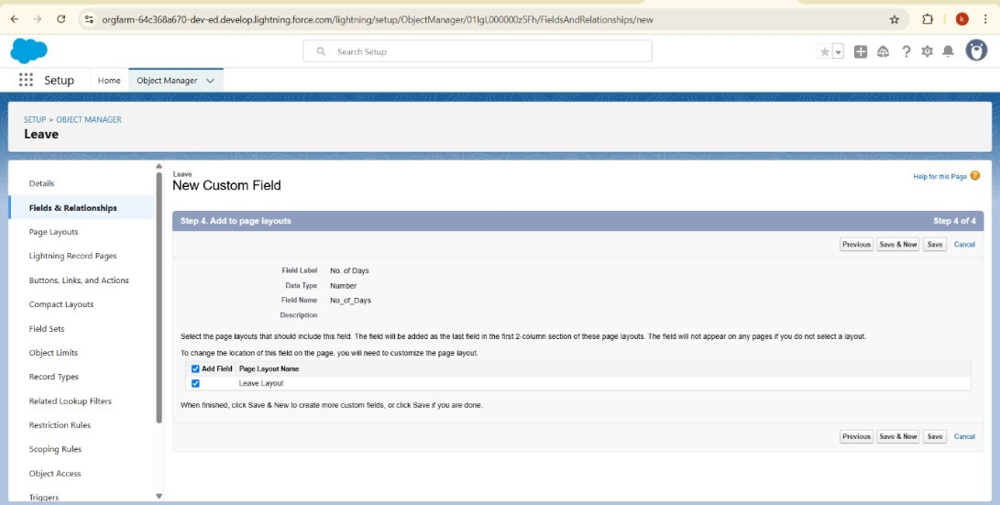 orgfarm-64c368a670-dev-ed.develop.lightning.force.com/lightning/setup/ObjectManager/01IgL000000z5Fh/FieldsAndRelationships/new
k
Search Setup
Setup Home Object Manager
SETUP > OBJECT MANAGER
Leave
Details
Fields & Relationships
Page Layouts
Lightning Record Pages
Buttons, Links, and Actions
Compact Layouts
Field Sets
Object Limits
Record Types
Related Lookup Filters
Restriction Rules
Scoping Rules
Object Access
Triggers
Leave
New Custom Field
Help for this Page
Step 4. Add to page layouts Step 4 of 4
Previous Save & New Save Cancel
Field Label No. of Days
Data Type Number
Field Name No_of_Days
Description
Select the page layouts that should include this field. The field will be added as the last field in the first 2-column section of these page layouts. The field will not appear on any pages if you do not select a layout.
To change the location of this field on the page, you will need to customize the page layout.
Add Field Page Layout Name
Leave Layout
When finished, click Save & New to create more custom fields, or click Save if you are done.
Previous Save & New Save Cancel